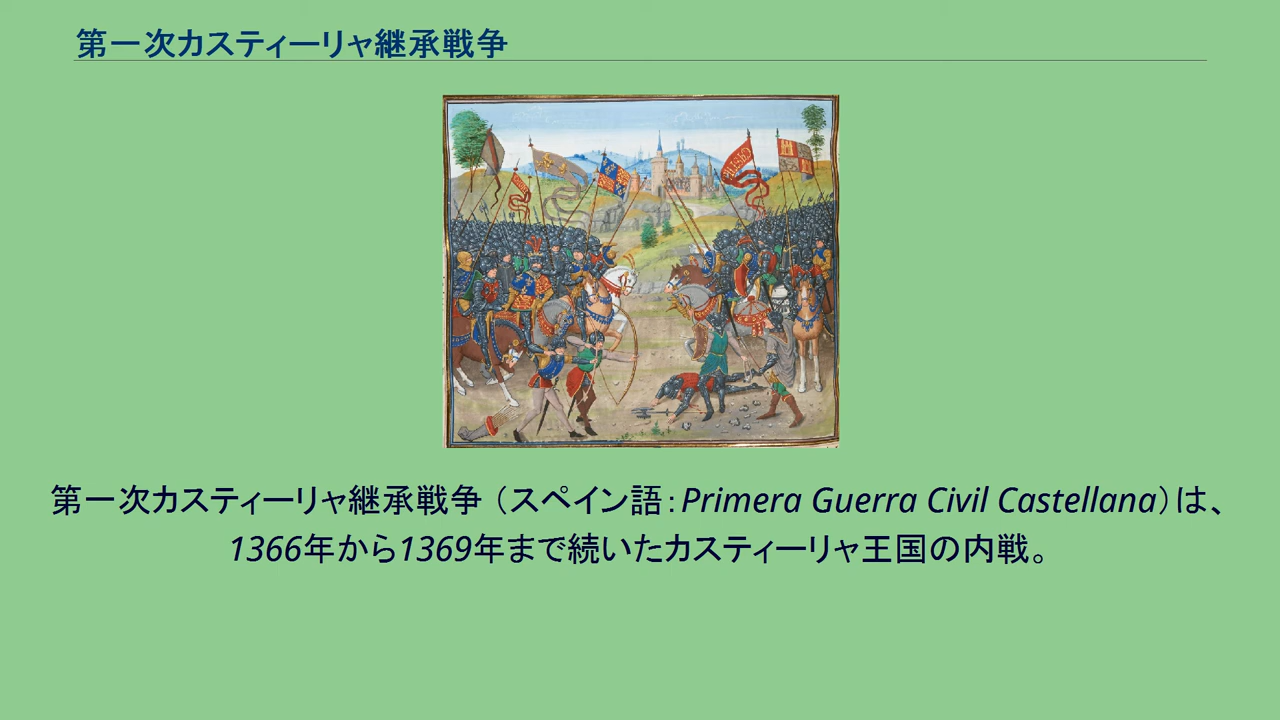 第一次カスティーリャ継承戦争
第一次カスティーリャ継承戦争（スペイン語：Primera Guerra Civil Castellana）は、
1366年から1369年まで続いたカスティーリャ王国の内戦。